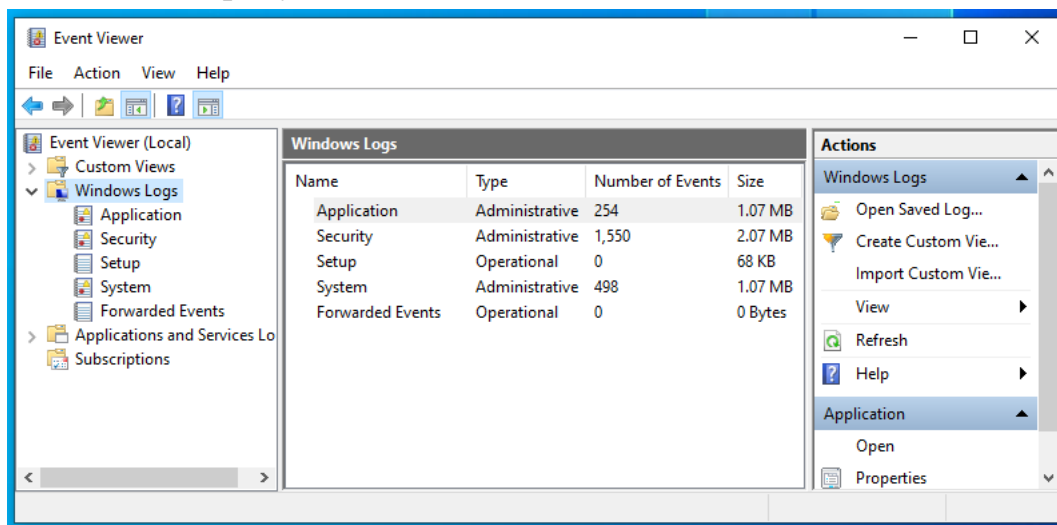 Event Viewer
File Action View Help
Event Viewer (Local)
Custom Views
Windows Logs
Application
Security
Setup
System
Forwarded Events
Applications and Services Lo
Subscriptions
Windows Logs
Name Type Number of Events Size
Application Administrative 254 1.07 MB
Security Administrative 1,550 2.07 MB
Setup Operational 0 68 KB
System Administrative 498 1.07 MB
Forwarded Events Operational 0 0 Bytes
Actions
Windows Logs
Open Saved Log...
Create Custom Vie...
Import Custom Vie...
View
Refresh
Help
Application
Open
Properties